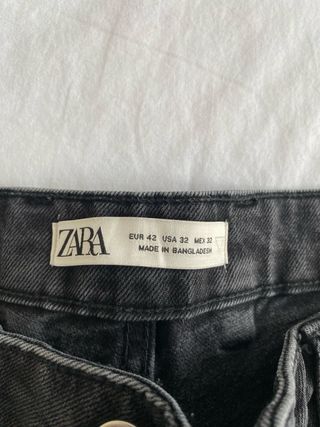 ZARA
EUR 42 USA 32 MEX 32
MADE IN BANGLADESH